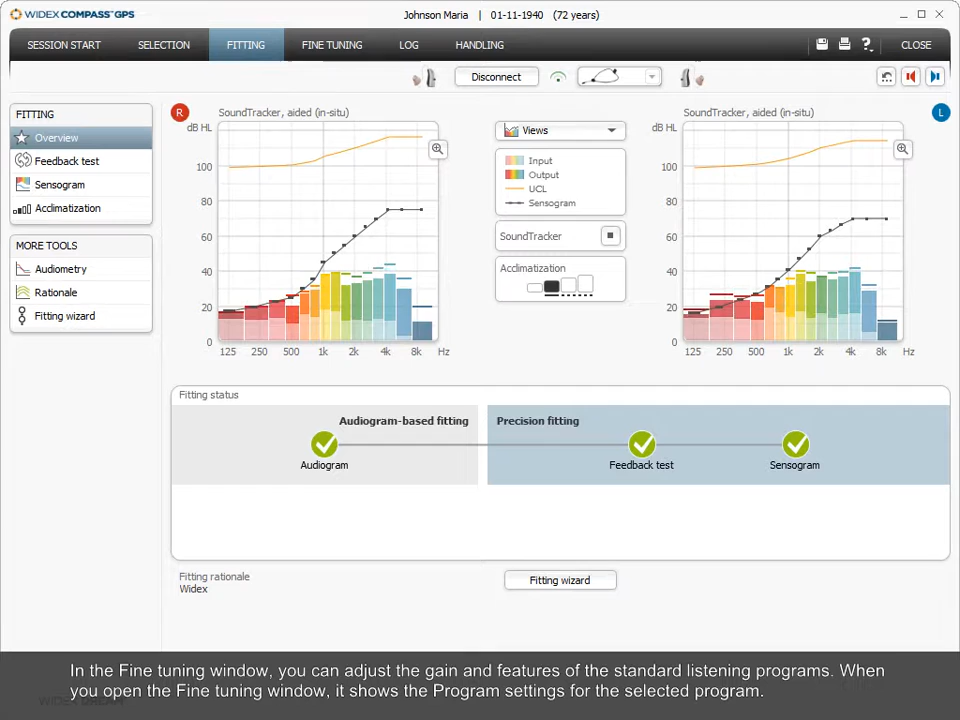 WIDEX COMPASS GPS
Johnson Maria | 01-11-1940 (72 years)
SESSION START SELECTION FITTING FINE TUNING LOG HANDLING CLOSE
Disconnect
FITTING
Overview
Feedback test
Sensogram
Acclimatization
MORE TOOLS
Audiometry
Rationale
Fitting wizard
R
SoundTracker, aided (in-situ)
dB HL
100
80
60
40
20
0
125 250 500 1k 2k 4k 8k Hz
Views
Input
Output
UCL
Sensogram
SoundTracker
Acclimatization
SoundTracker, aided (in-situ)
L
dB HL
100
80
60
40
20
0
125 250 500 1k 2k 4k 8k Hz
Fitting status
Audiogram-based fitting
Precision fitting
Audiogram
Feedback test
Sensogram
Fitting rationale
Widex
Fitting wizard
In the Fine tuning window, you can adjust the gain and features of the standard listening programs. When
you open the Fine tuning window, it shows the Program settings for the selected program.
WIDEX DREAM